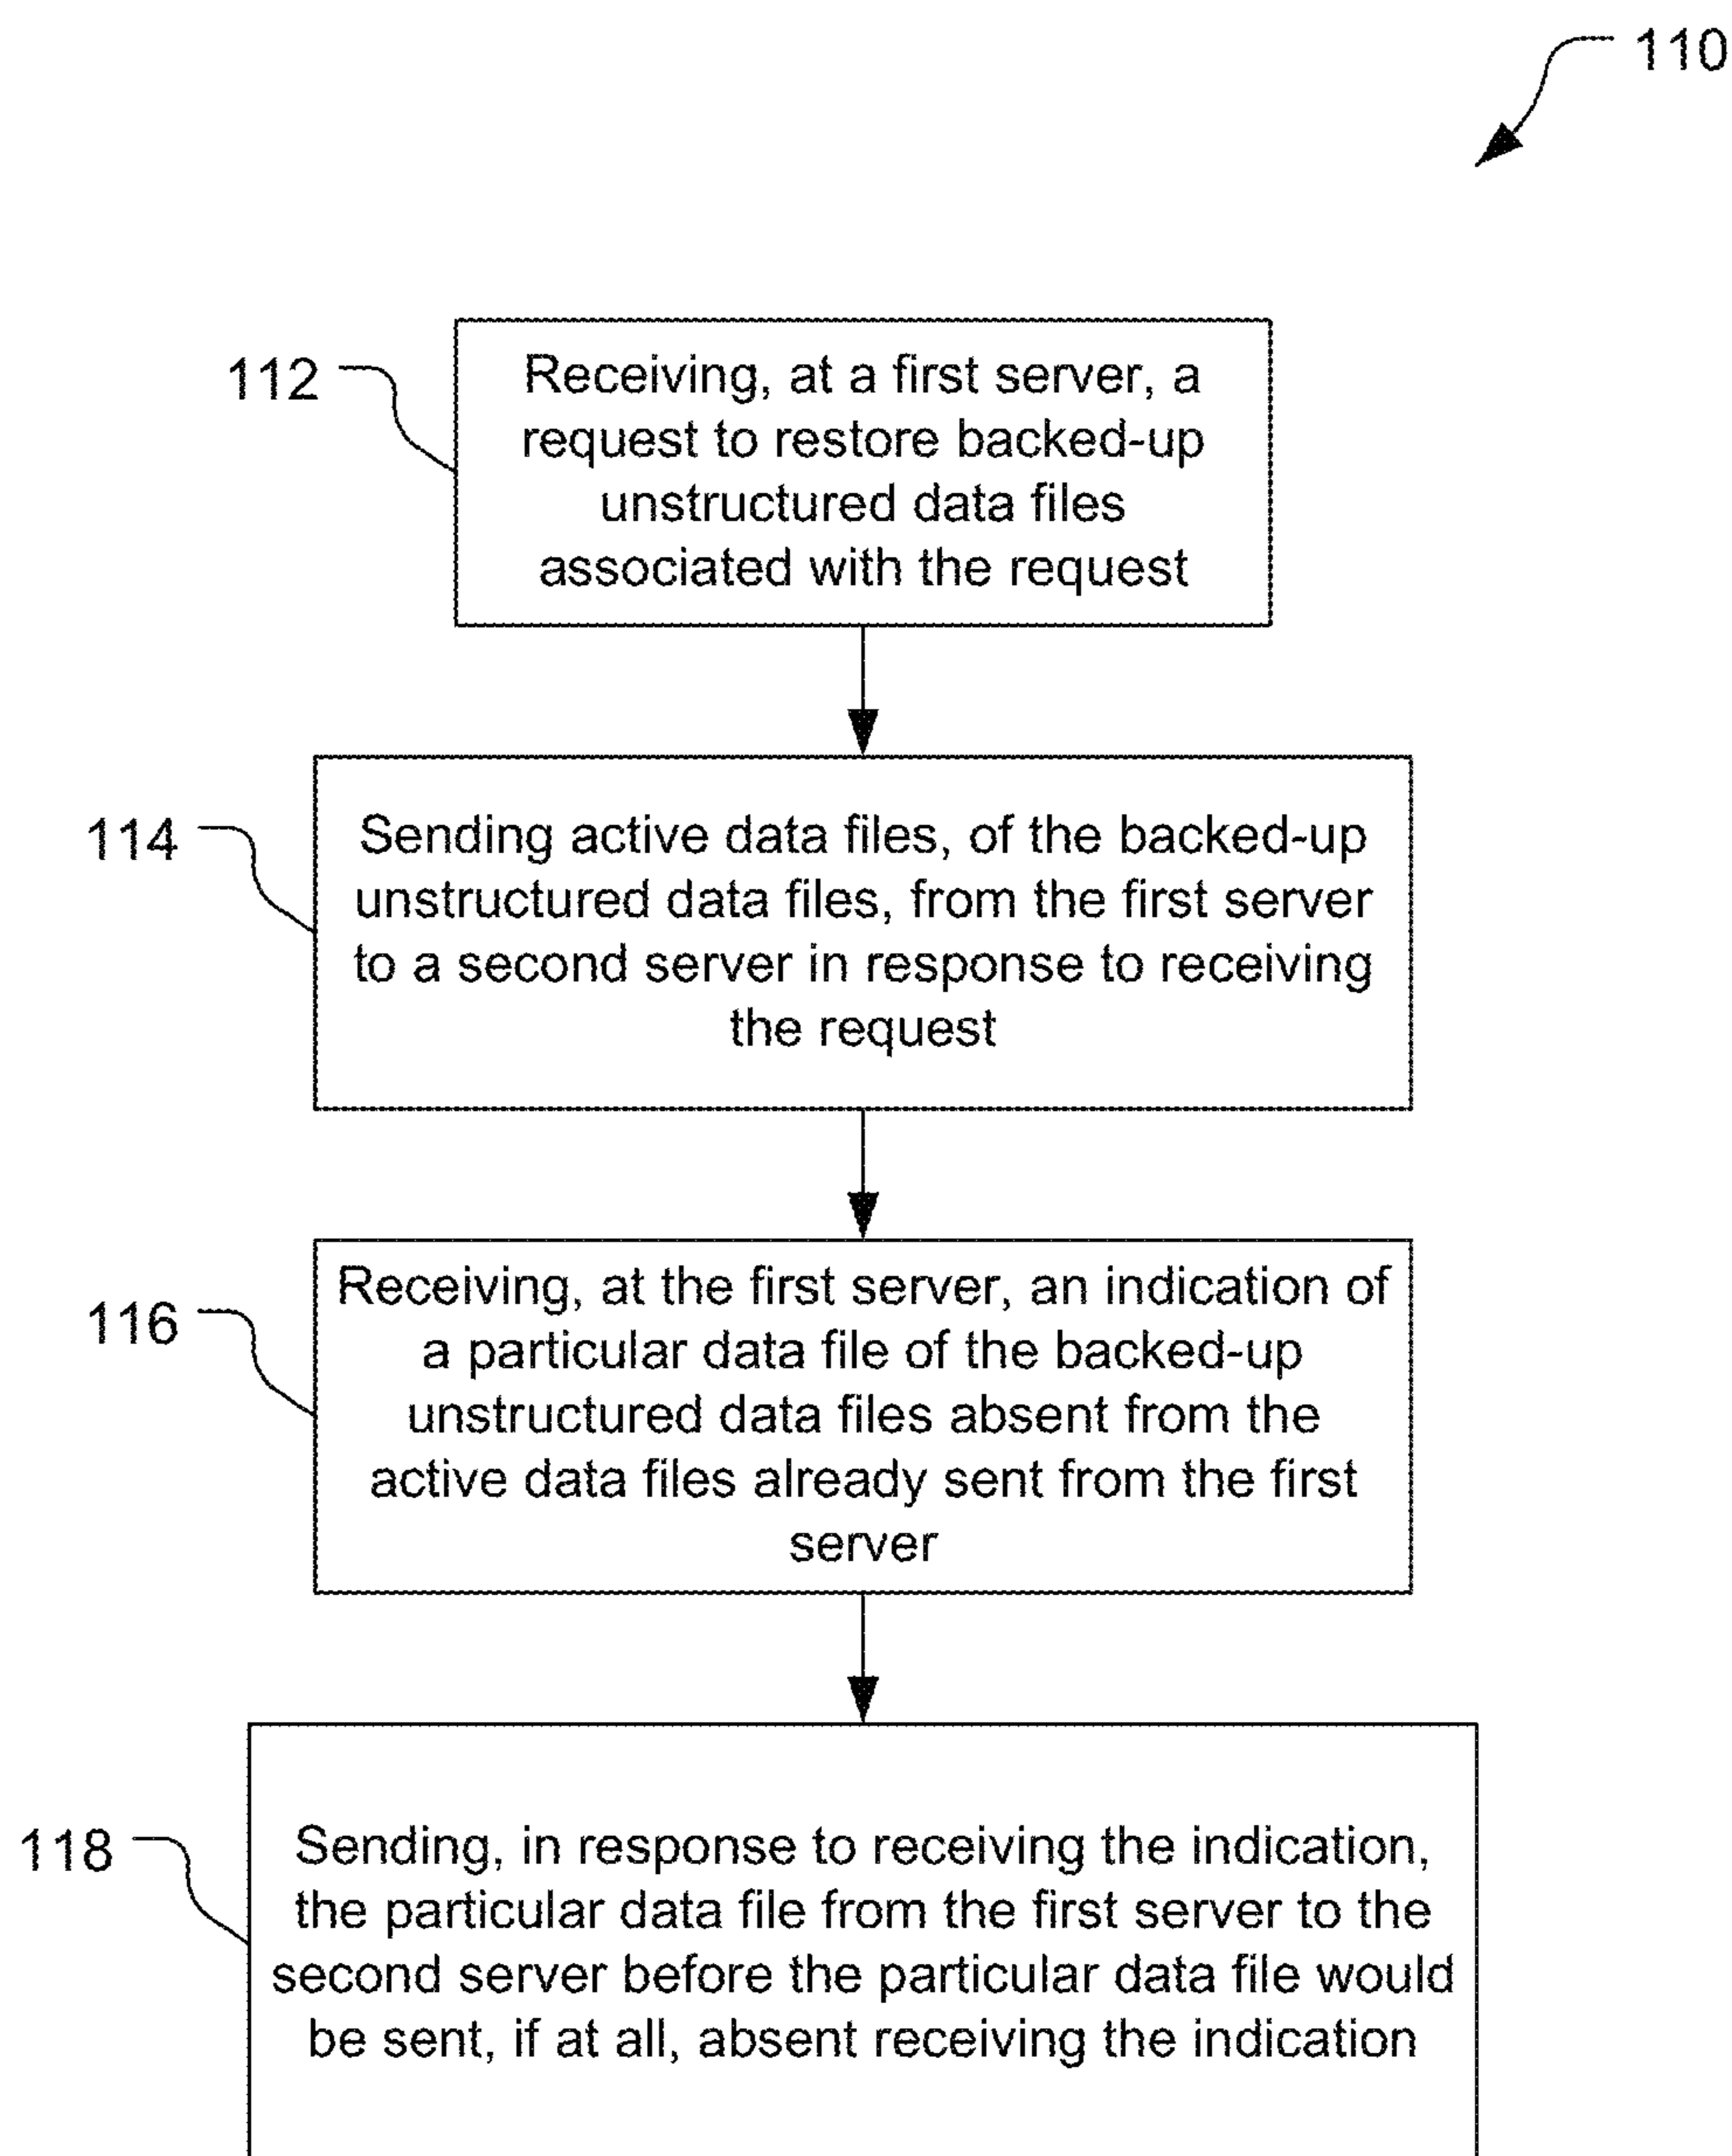 110
112
Receiving, at a first server, a
request to restore backed-up
unstructured data files
associated with the request
114
Sending active data files, of the backed-up
unstructured data files, from the first server
to a second server in response to receiving
the request
116
Receiving, at the first server, an indication of
a particular data file of the backed-up
unstructured data files absent from the
active data files already sent from the first
server
118
Sending, in response to receiving the indication,
the particular data file from the first server to the
second server before the particular data file would
be sent, if at all, absent receiving the indication